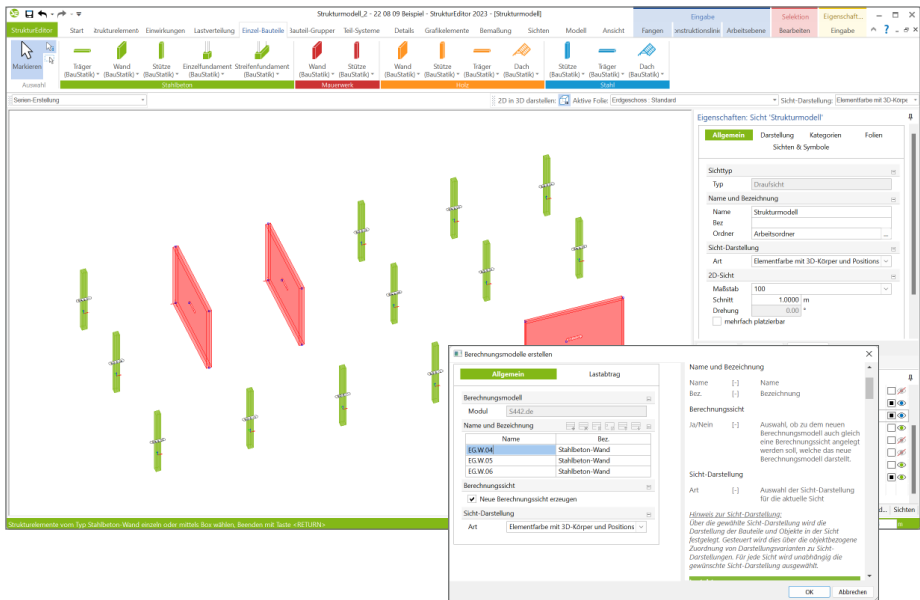 Strukturmodell_2 - 22 08 09 Beispiel - StrukturEditor 2023 - [Strukturmodell]
Eingabe Selektion Eigenschaft...
StrukturEditor Start Strukturelement Einwirkungen Lastverteilung Einzel-Bauteile Bauteil-Grupper Teil-Systeme Details Grafikelemente Bemaßung Sichten Modell Ansicht Fangen onstruktionslinie Arbeitsebene Bearbeiten Eingabe
Markieren
Träger Wand Stütze Einzelfundament Streifenfundament Wand Stütze Wand Stütze Träger Dach Stütze Träger Dach
(BauStatik) (BauStatik) (BauStatik) (BauStatik) (BauStatik) (BauStatik) (BauStatik) (BauStatik) (BauStatik) (BauStatik) (BauStatik) (BauStatik) (BauStatik) (BauStatik)
Auswahl Stahlbeton Mauerwerk Holz Stahl
Serien-Erstellung 2D in 3D darstellen: Aktive Folie: Erdgeschoss : Standard Sicht-Darstellung: Elementfarbe mit 3D-Körpe
Eigenschaften: Sicht 'Strukturmodell'
Allgemein Darstellung Kategorien Folien
Sichten & Symbole
Sichttyp
Typ Draufsicht
Name und Bezeichnung
Name Strukturmodell
Bez
Ordner Arbeitsordner ...
Sicht-Darstellung
Art Elementfarbe mit 3D-Körper und Positions
2D-Sicht
Maßstab 100
Schnitt 1.0000 m
Drehung 0.00 °
mehrfach platzierbar
Berechnungsmodelle erstellen
Allgemein Lastabtrag
Berechnungsmodell
Modul S442.de
Name und Bezeichnung
Name Bez.
EG.W.04 Stahlbeton-Wand
EG.W.05 Stahlbeton-Wand
EG.W.06 Stahlbeton-Wand
Berechnungssicht
Neue Berechnungssicht erzeugen
Sicht-Darstellung
Art Elementfarbe mit 3D-Körper und Positions
Name und Bezeichnung
Name [-] Name
Bez. [-] Bezeichnung
Berechnungssicht
Ja/Nein [-] Auswahl, ob zu dem neuen
Berechnungsmodell auch gleich
eine Berechnungssicht angelegt
werden soll, welche das neue
Berechnungsmodell darstellt.
Sicht-Darstellung
Art [-] Auswahl der Sicht-Darstellung
für die aktuelle Sicht
Hinweis zur Sicht-Darstellung:
Über die gewählte Sicht-Darstellung wird die
Darstellung der Bauteile und Objekte in der Sicht
festgelegt. Gesteuert wird dies über die objektbezogene
Zuordnung von Darstellungsvarianten zu Sicht-
Darstellungen. Für jede Sicht wird unabhängig die
gewünschte Sicht-Darstellung ausgewählt.
OK Abbrechen
d... Sichten
Strukturelemente vom Typ Stahlbeton-Wand einzeln oder mittels Box wählen, Beenden mit Taste <RETURN>